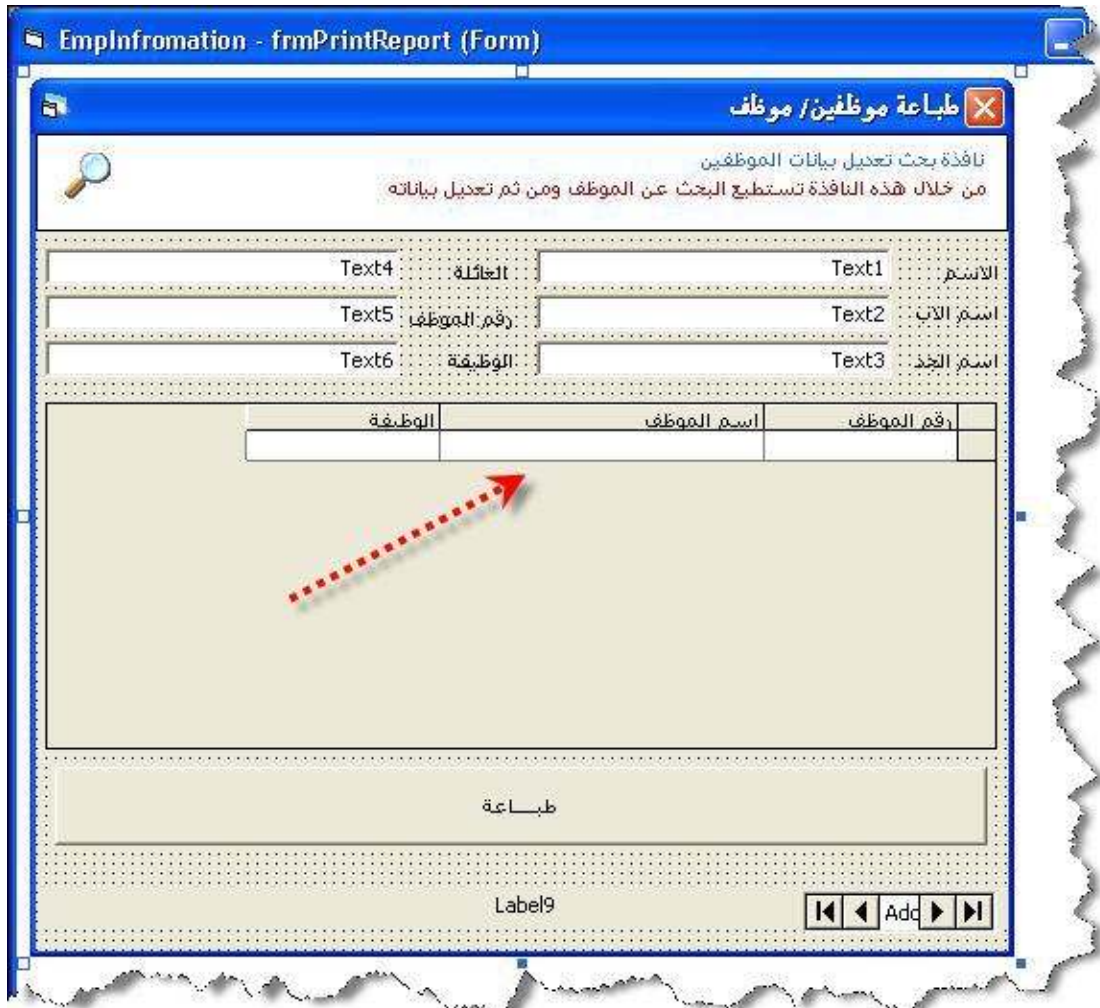 EmpInfromation - frmPrintReport (Form)
طباعة موظفين/ موظف
نافذة بحث تعديل بيانات الموظفين
من خلال هذه النافذة تستطيع البحث عن الموظف ومن ثم تعديل بياناته
الاسم Text1 العائلة Text4
اسم الاب Text2 رقم الموظف Text5
اسم الجد Text3 الوظيفة Text6
رقم الموظف اسم الموظف الوظيفة
طبـــاعة
Add Label9